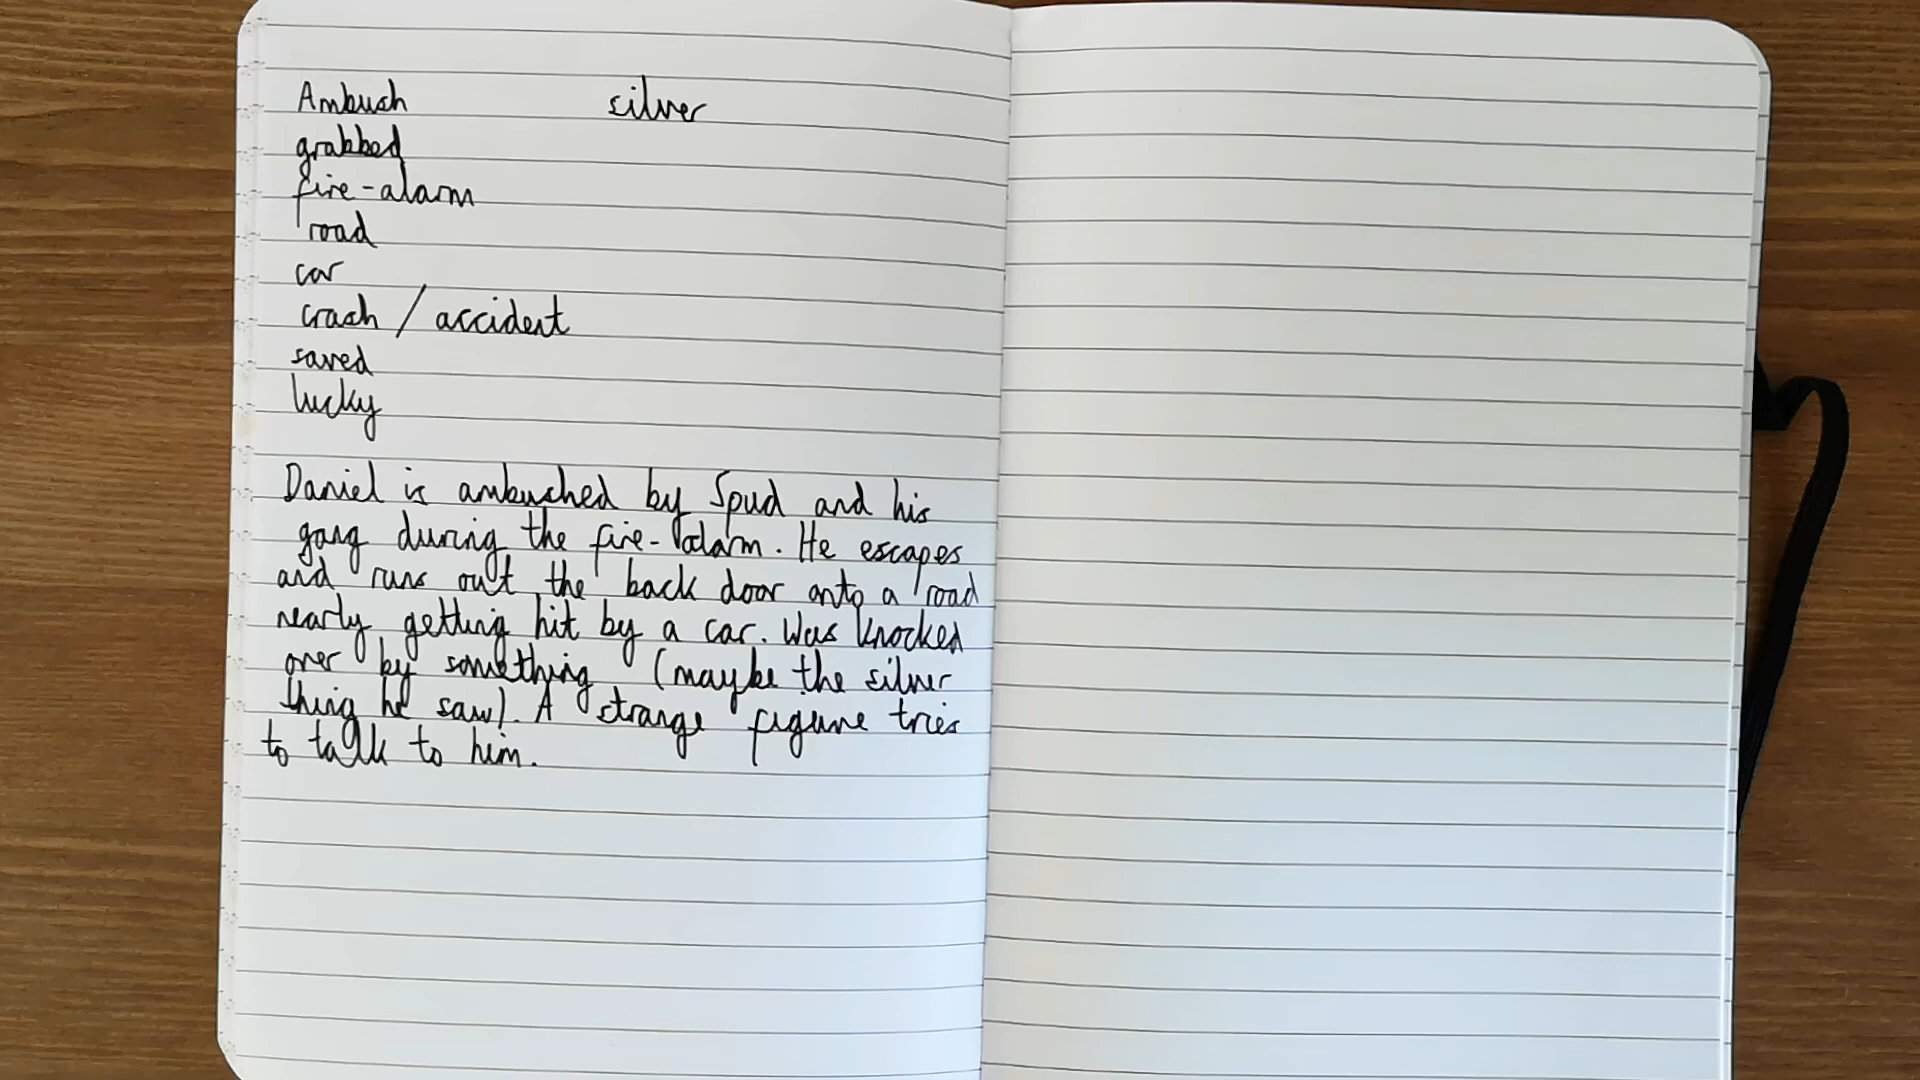 Ambush silver
grabbed
fire-alarm
road
car
crash / accident
saved
lucky
Daniel is ambushed by Spud and his
gang during the fire-alarm. He escapes
and runs out the back door onto a road
nearly getting hit by a car. Was knocked
over by something (maybe the silver
thing he saw). A strange figure tries
to talk to him.